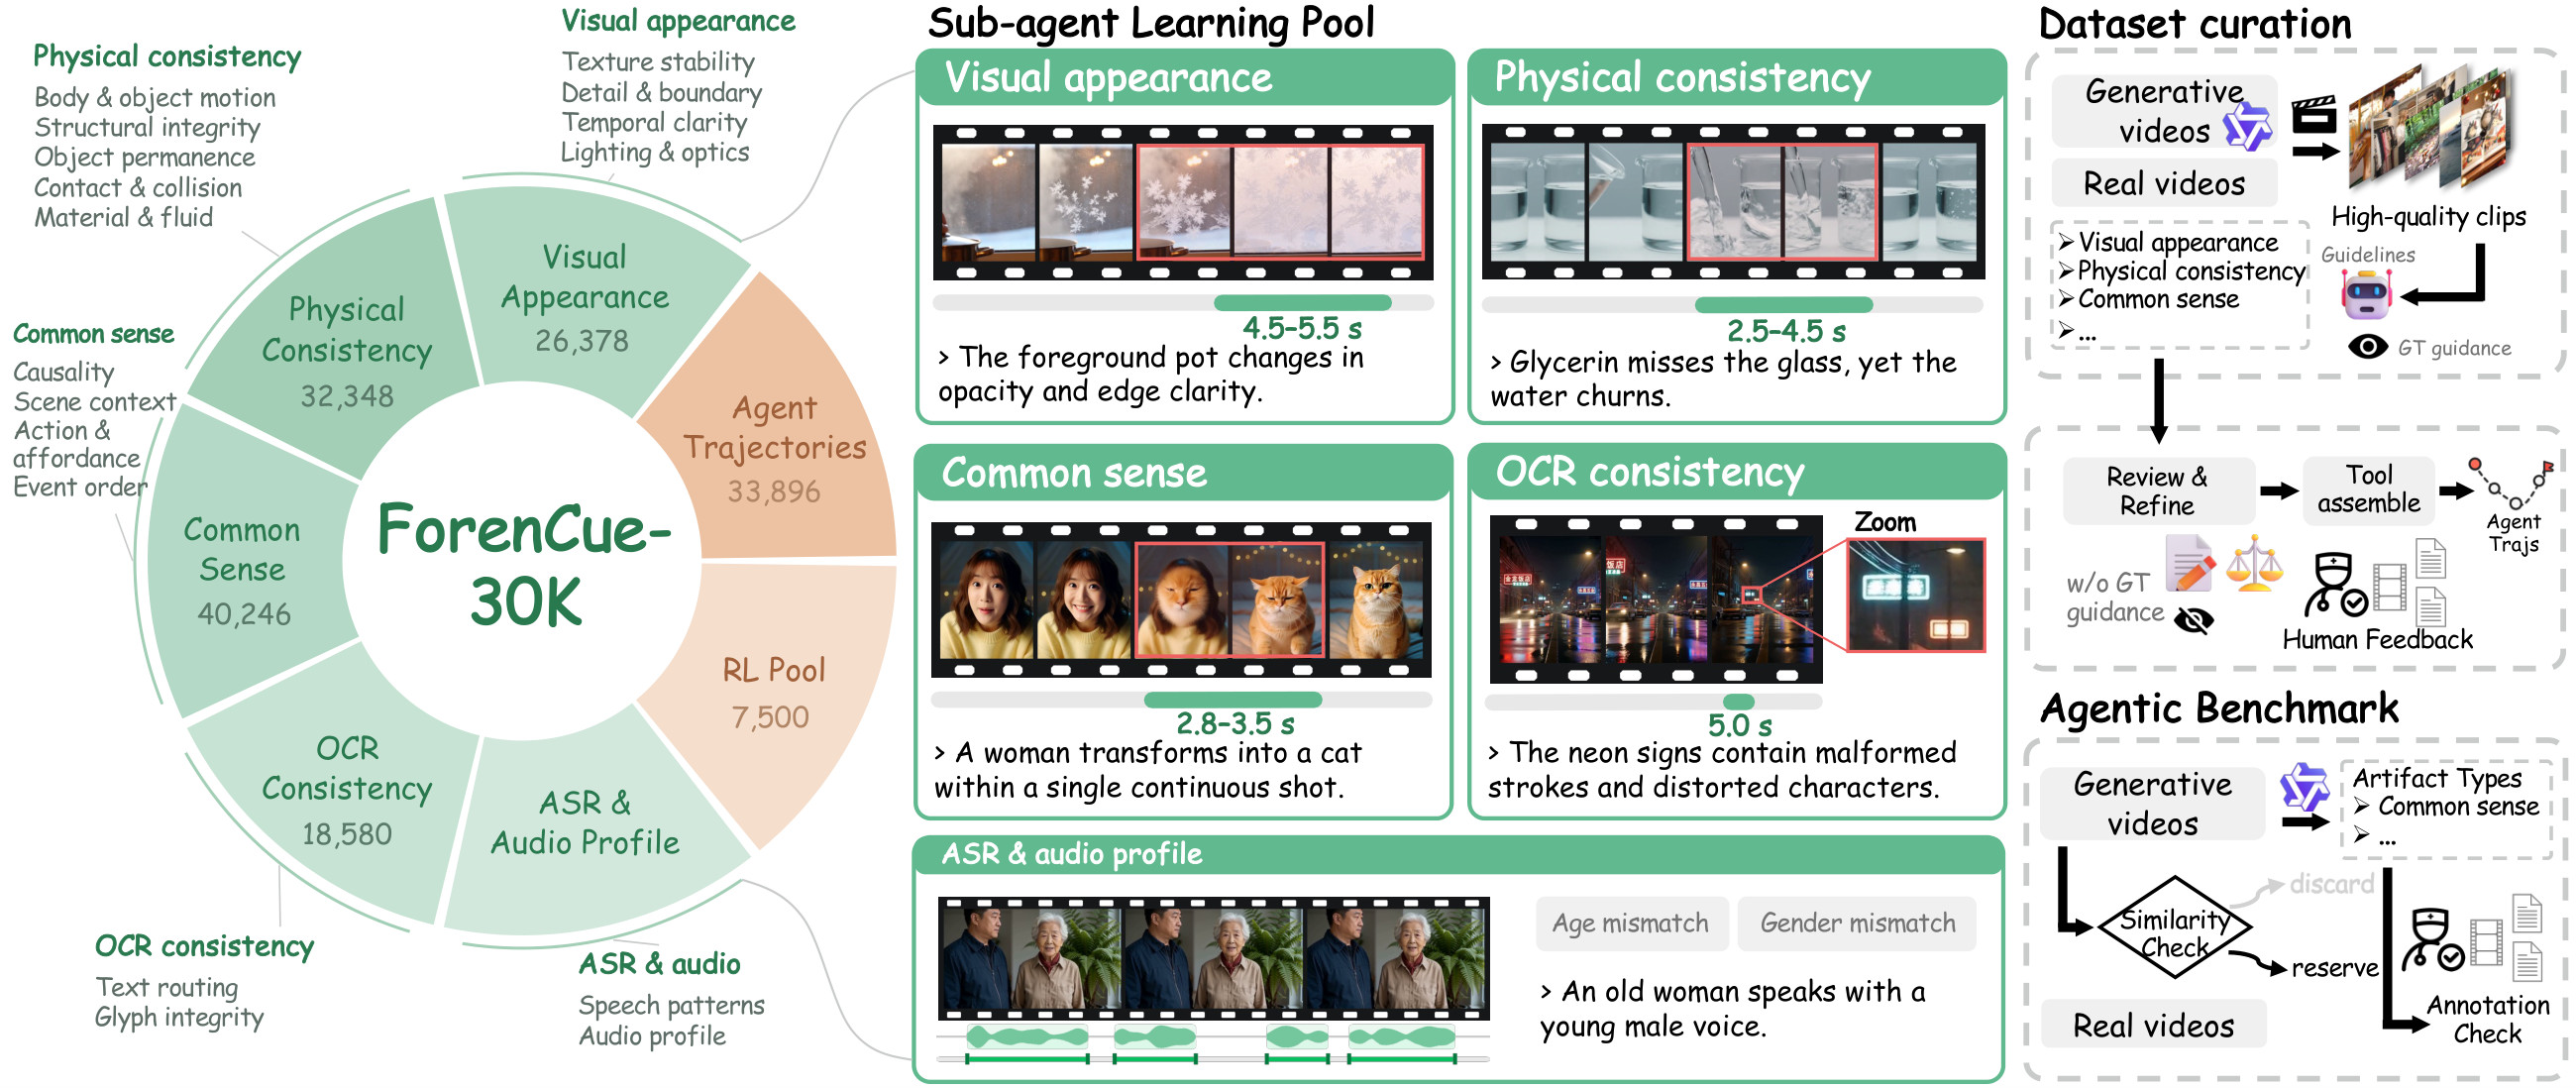 Physical consistency
Body & object motion
Structural integrity
Object permanence
Contact & collision
Material & fluid
Visual appearance
Texture stability
Detail & boundary
Temporal clarity
Lighting & optics
Common sense
Causality
Scene context
Action &
affordance
Event order
OCR consistency
Text routing
Glyph integrity
ASR & audio
Speech patterns
Audio profile
ForenCue-
30K
Visual
Appearance
26,378
Physical
Consistency
32,348
Common
Sense
40,246
OCR
Consistency
18,580
ASR &
Audio Profile
Agent
Trajectories
33,896
RL Pool
7,500
Sub-agent Learning Pool
Visual appearance
4.5–5.5 s
> The foreground pot changes in
opacity and edge clarity.
Physical consistency
2.5–4.5 s
> Glycerin misses the glass, yet the
water churns.
Common sense
2.8–3.5 s
> A woman transforms into a cat
within a single continuous shot.
OCR consistency
Zoom
5.0 s
> The neon signs contain malformed
strokes and distorted characters.
ASR & audio profile
Age mismatch
Gender mismatch
> An old woman speaks with a
young male voice.
Dataset curation
Generative
videos
Real videos
High-quality clips
➢ Visual appearance
➢ Physical consistency
➢ Common sense
➢ ...
Guidelines
GT guidance
Review &
Refine
Tool
assemble
Agent
Trajs
w/o GT
guidance
Human Feedback
Agentic Benchmark
Generative
videos
Artifact Types
➢ Common sense
➢ ...
Similarity
Check
discard
reserve
Real videos
Annotation
Check